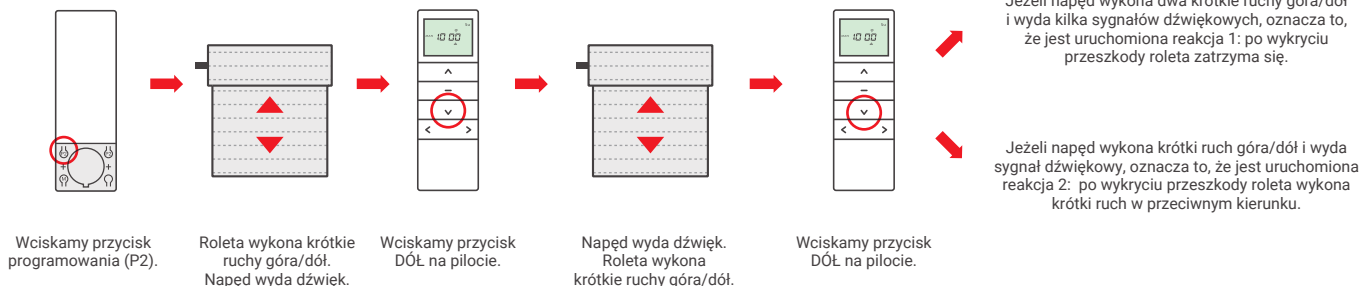 Jeżeli napęd wykona dwa krótkie ruchy góra/dół
i wyda kilka sygnałów dźwiękowych, oznacza to,
że jest uruchomiona reakcja 1: po wykryciu
przeszkody roleta zatrzyma się.
10 00
10 00
Jeżeli napęd wykona krótki ruch góra/dół i wyda
sygnał dźwiękowy, oznacza to, że jest uruchomiona
reakcja 2: po wykryciu przeszkody roleta wykona
krótki ruch w przeciwnym kierunku.
Wciskamy przycisk
programowania (P2).
Roleta wykona krótkie
ruchy góra/dół.
Napęd wyda dźwięk.
Wciskamy przycisk
DÓŁ na pilocie.
Napęd wyda dźwięk.
Roleta wykona
krótkie ruchy góra/dół.
Wciskamy przycisk
DÓŁ na pilocie.